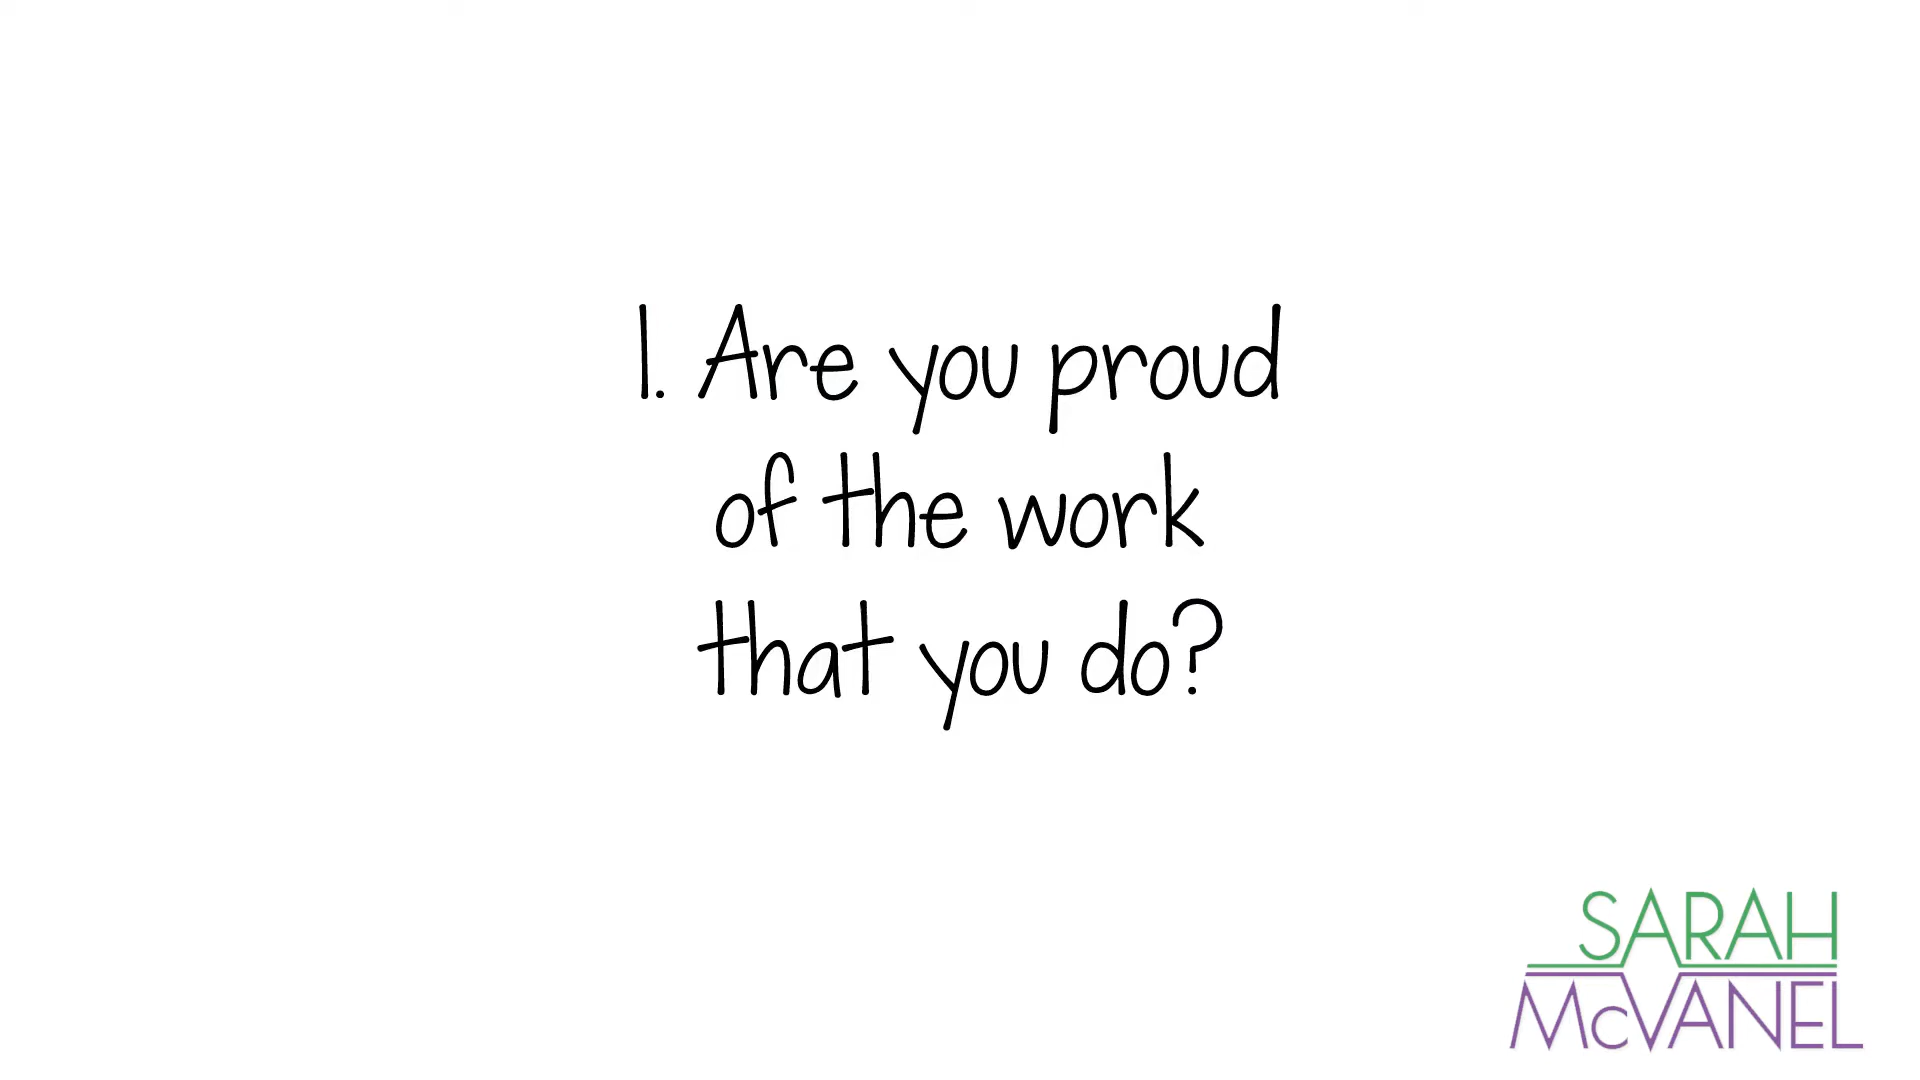 1. Are you proud
of the work
that you do?
SARAH
McVANEL